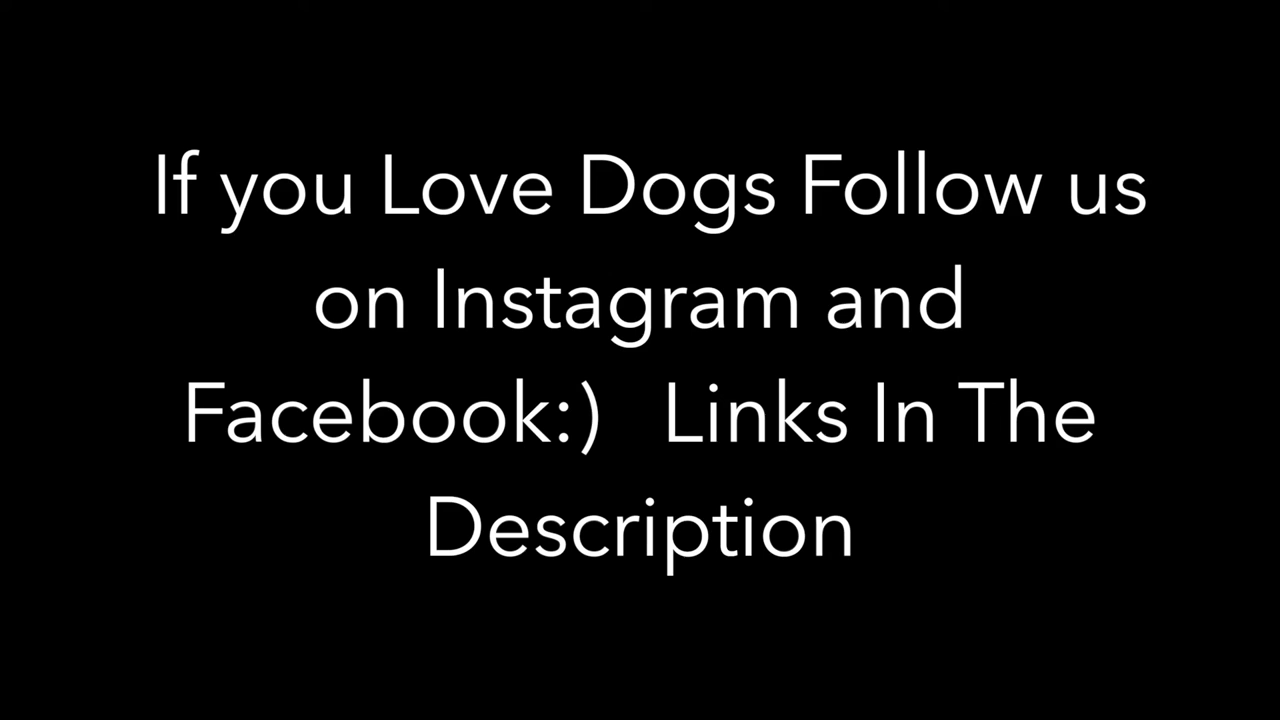 If you Love Dogs Follow us
on Instagram and
Facebook:)   Links In The
Description